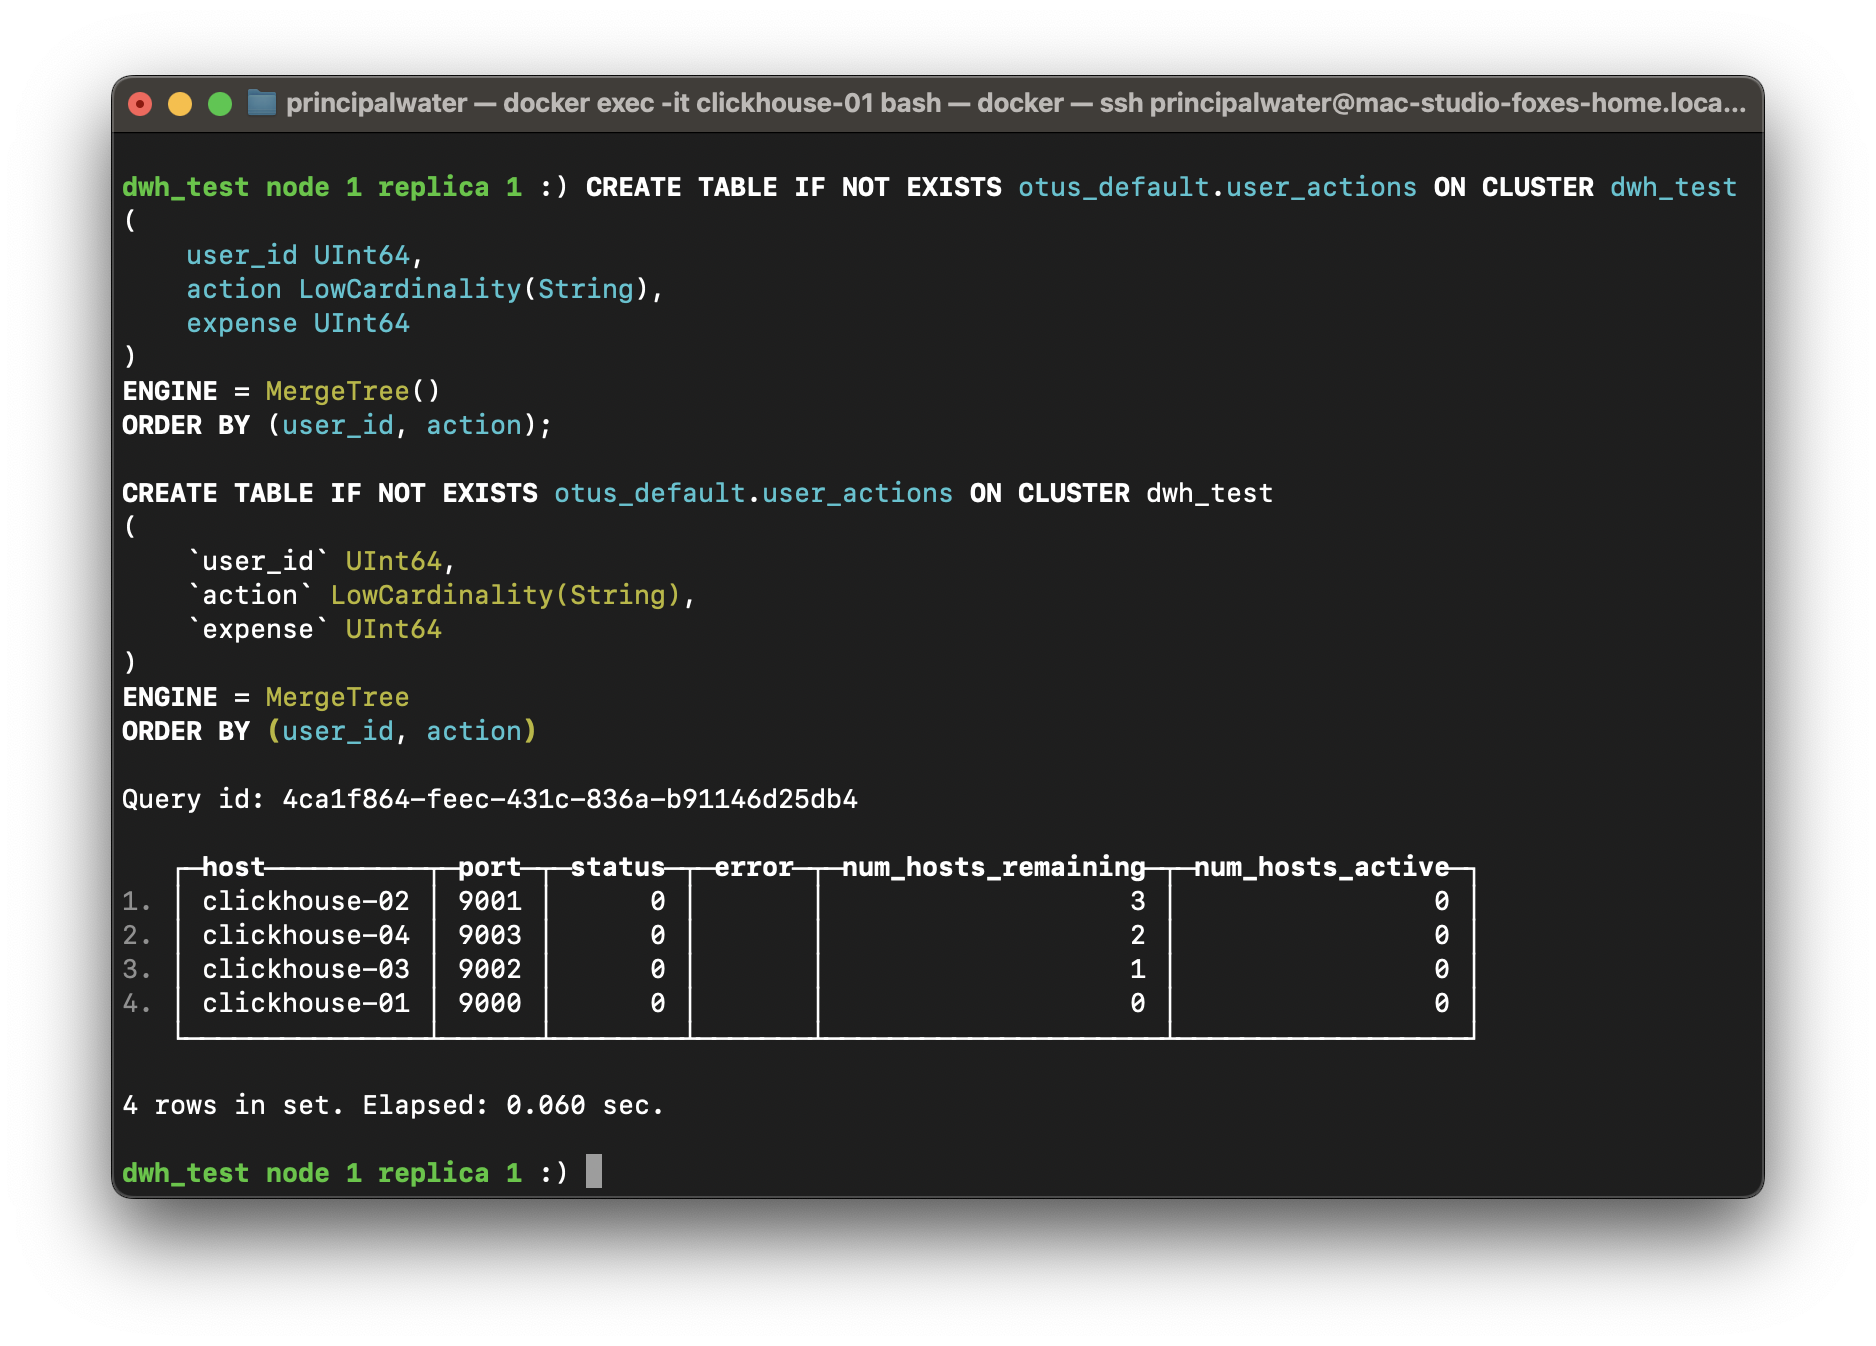 principalwater — docker exec -it clickhouse-01 bash — docker — ssh principalwater@mac-studio-foxes-home.loca...
dwh_test node 1 replica 1 :) CREATE TABLE IF NOT EXISTS otus_default.user_actions ON CLUSTER dwh_test
(
    user_id UInt64,
    action LowCardinality(String),
    expense UInt64
)
ENGINE = MergeTree()
ORDER BY (user_id, action);
CREATE TABLE IF NOT EXISTS otus_default.user_actions ON CLUSTER dwh_test
(
    `user_id` UInt64,
    `action` LowCardinality(String),
    `expense` UInt64
)
ENGINE = MergeTree
ORDER BY (user_id, action)
Query id: 4ca1f864-feec-431c-836a-b91146d25db4
host port status error num_hosts_remaining num_hosts_active
1. clickhouse-02 9001 0 3 0
2. clickhouse-04 9003 0 2 0
3. clickhouse-03 9002 0 1 0
4. clickhouse-01 9000 0 0 0
4 rows in set. Elapsed: 0.060 sec.
dwh_test node 1 replica 1 :)